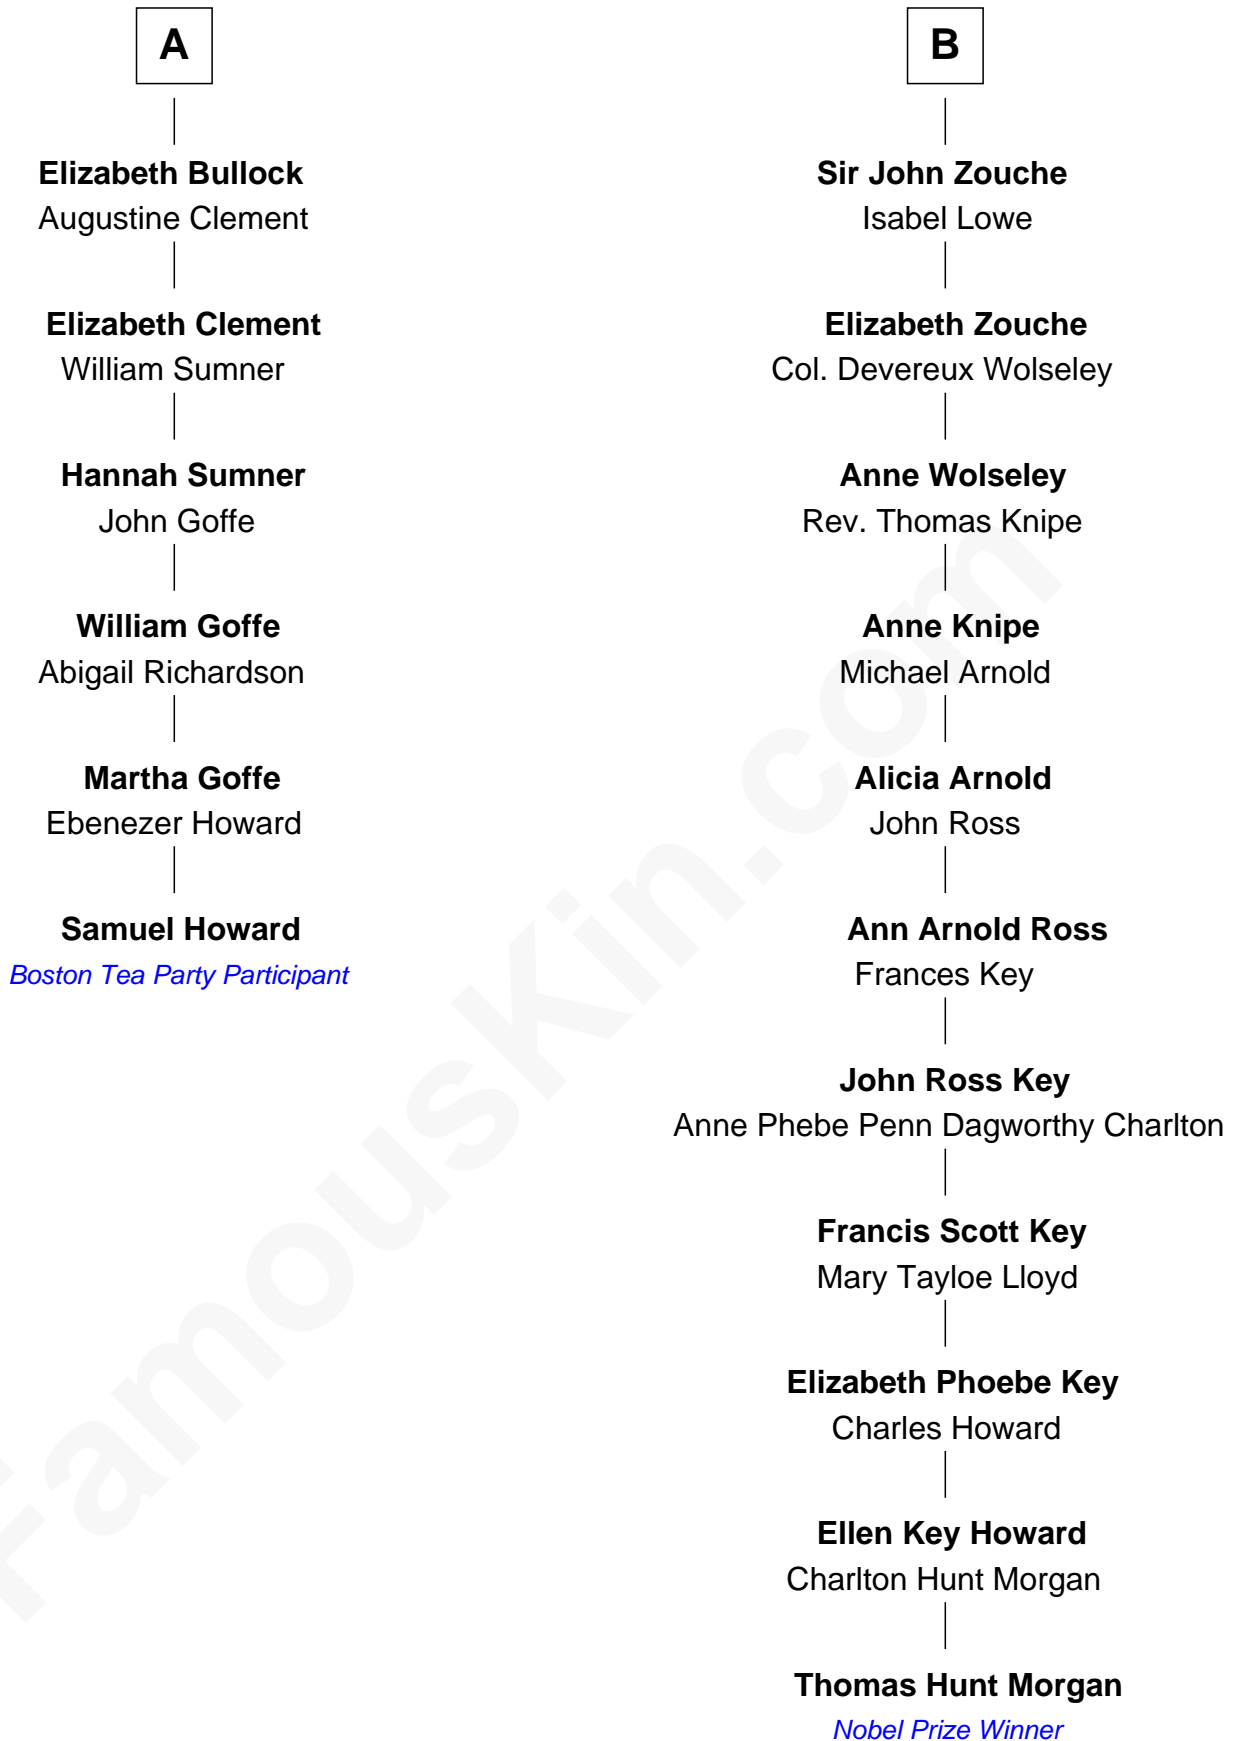 A
Elizabeth Bullock
Augustine Clement
Elizabeth Clement
William Sumner
Hannah Sumner
John Goffe
William Goffe
Abigail Richardson
Martha Goffe
Ebenezer Howard
Samuel Howard
Boston Tea Party Participant
B
Sir John Zouche
Isabel Lowe
Elizabeth Zouche
Col. Devereux Wolseley
Anne Wolseley
Rev. Thomas Knipe
Anne Knipe
Michael Arnold
Alicia Arnold
John Ross
Ann Arnold Ross
Frances Key
John Ross Key
Anne Phebe Penn Dagworthy Charlton
Francis Scott Key
Mary Tayloe Lloyd
Elizabeth Phoebe Key
Charles Howard
Ellen Key Howard
Charlton Hunt Morgan
Thomas Hunt Morgan
Nobel Prize Winner
FamousKin.com